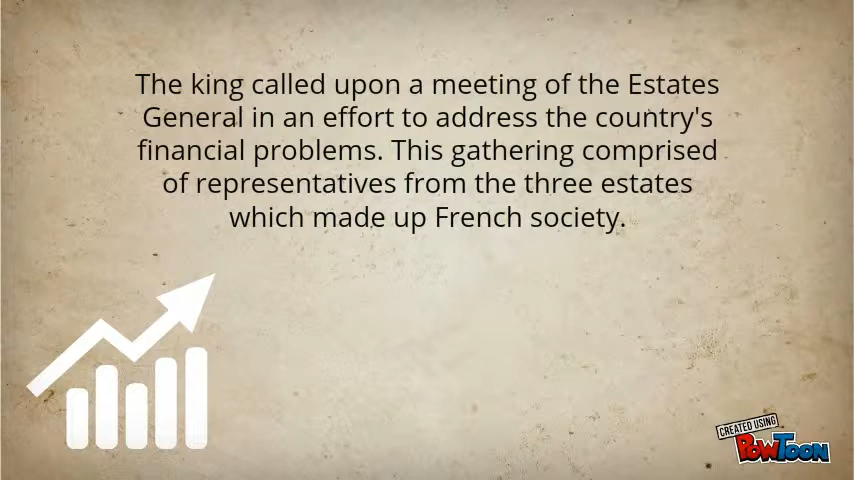 The king called upon a meeting of the Estates
General in an effort to address the country's
financial problems. This gathering comprised
of representatives from the three estates
which made up French society.
CREATED USING
POWTOON